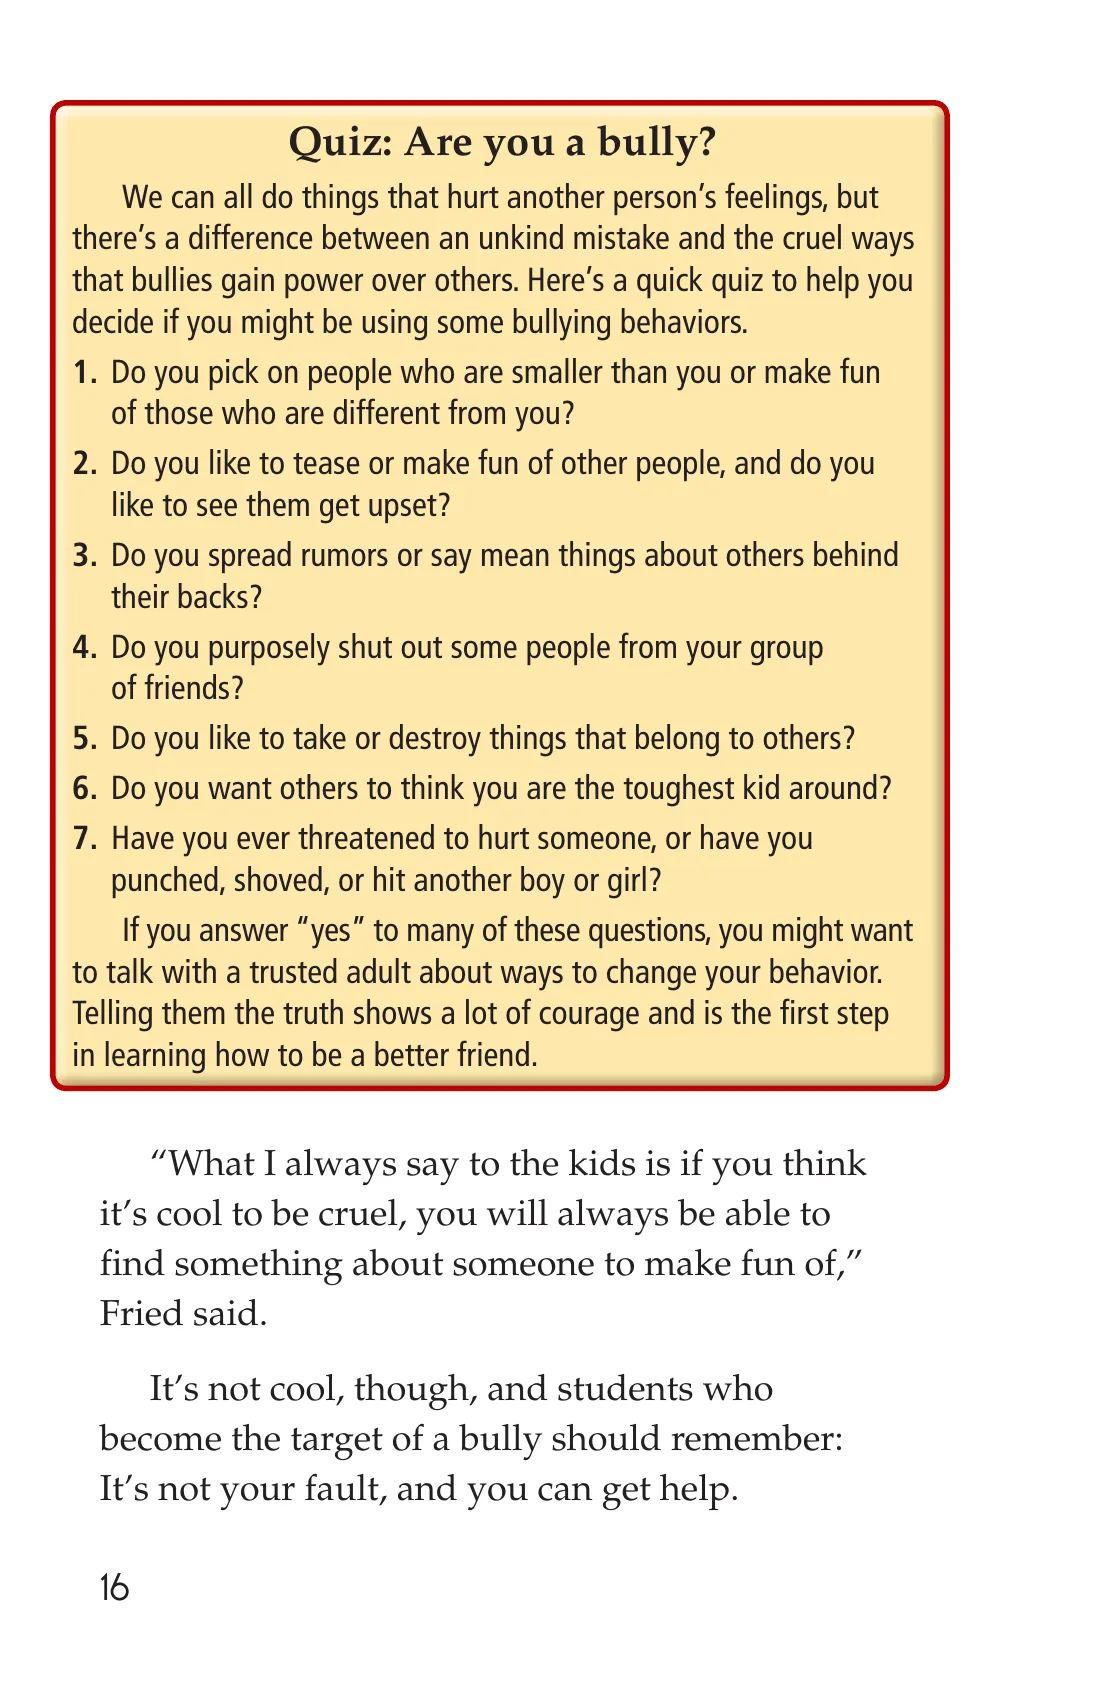 Quiz: Are you a bully?
We can all do things that hurt another person’s feelings, but
there’s a difference between an unkind mistake and the cruel ways
that bullies gain power over others. Here’s a quick quiz to help you
decide if you might be using some bullying behaviors.
1. Do you pick on people who are smaller than you or make fun
of those who are different from you?
2. Do you like to tease or make fun of other people, and do you
like to see them get upset?
3. Do you spread rumors or say mean things about others behind
their backs?
4. Do you purposely shut out some people from your group
of friends?
5. Do you like to take or destroy things that belong to others?
6. Do you want others to think you are the toughest kid around?
7. Have you ever threatened to hurt someone, or have you
punched, shoved, or hit another boy or girl?
If you answer “yes” to many of these questions, you might want
to talk with a trusted adult about ways to change your behavior.
Telling them the truth shows a lot of courage and is the first step
in learning how to be a better friend.
“What I always say to the kids is if you think
it’s cool to be cruel, you will always be able to
find something about someone to make fun of,”
Fried said.
It’s not cool, though, and students who
become the target of a bully should remember:
It’s not your fault, and you can get help.
16